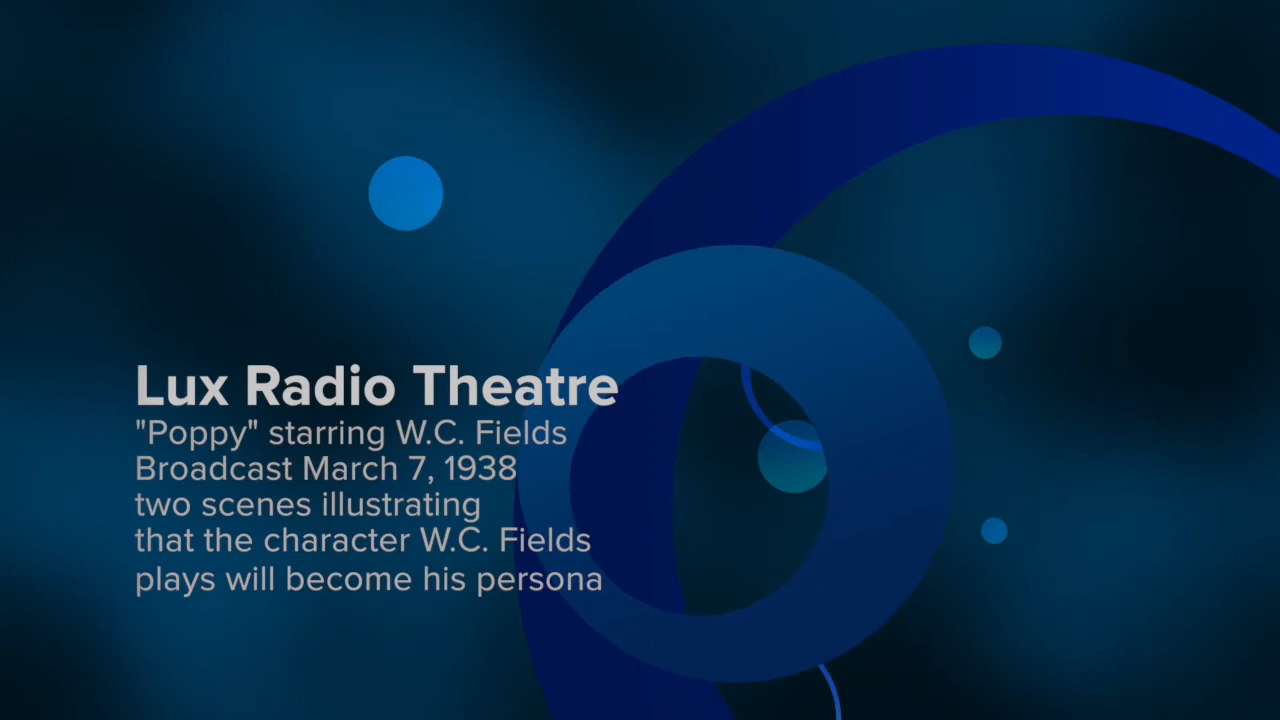 Lux Radio Theatre
"Poppy" starring W.C. Fields
Broadcast March 7, 1938
two scenes illustrating
that the character W.C. Fields
plays will become his persona